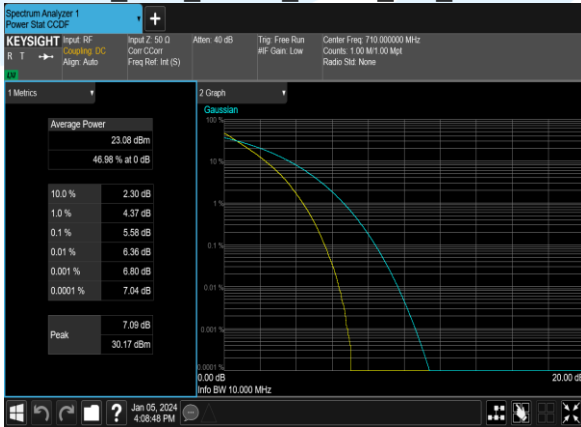 Spectrum Analyzer 1
Power Stat CCDF
KEYSIGHT
R T
LXI
Input: RF
Coupling: DC
Align: Auto
Input Z: 50 Ω
Corr CCorr
Freq Ref: Int (S)
Atten: 40 dB
Trig: Free Run
#IF Gain: Low
Center Freq: 710.000000 MHz
Counts: 1.00 M/1.00 Mpt
Radio Std: None
1 Metrics
Average Power
23.08 dBm
46.98 % at 0 dB
10.0 % 2.30 dB
1.0 % 4.37 dB
0.1 % 5.58 dB
0.01 % 6.36 dB
0.001 % 6.80 dB
0.0001 % 7.04 dB
Peak
7.09 dB
30.17 dBm
2 Graph
Gaussian
100 %
10 %
1 %
0.1 %
0.01 %
0.001 %
0.0001 %
0.00 dB
20.00 dB
Info BW 10.000 MHz
?
Jan 05, 2024
4:08:48 PM